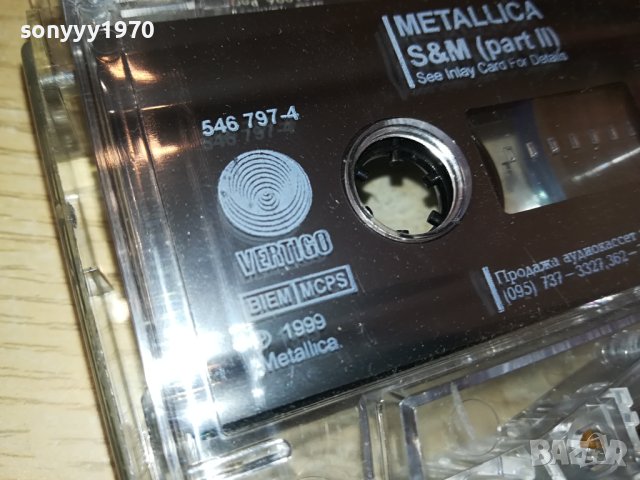 sonyyy1970
METALLICA
S&M (part II)
See Inlay Card For Details
546 797-4
VERTIGO
BIEM MCPS
1999
Metallica
Продажа аудиокассет
(095) 737-3327,362-
BAZAR